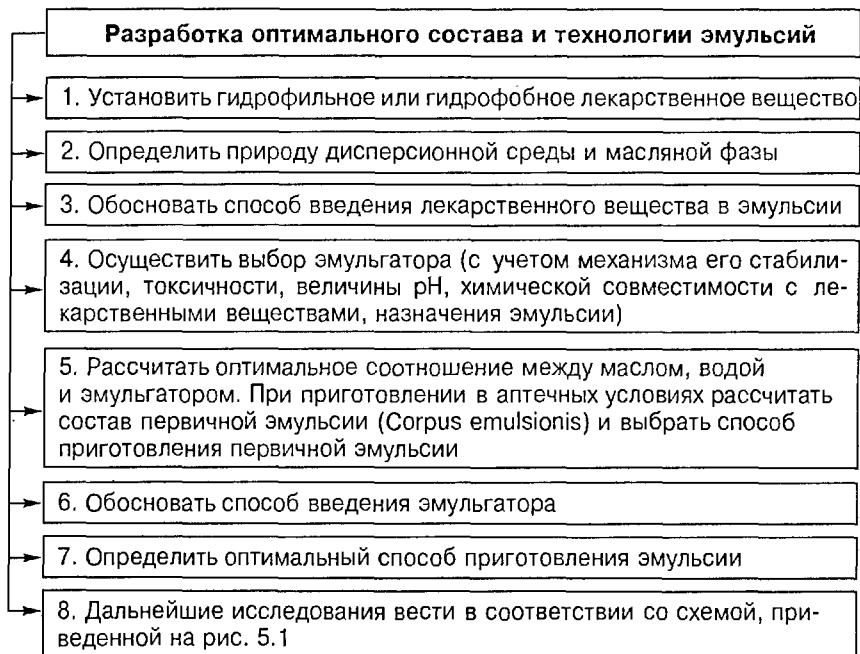 Разработка оптимального состава и технологии эмульсий
1. Установить гидрофильное или гидрофобное лекарственное вещество
2. Определить природу дисперсионной среды и масляной фазы
3. Обосновать способ введения лекарственного вещества в эмульсии
4. Осуществить выбор эмульгатора (с учетом механизма его стабили-
зации, токсичности, величины pH, химической совместимости с ле-
карственными веществами, назначения эмульсии)
5. Рассчитать оптимальное соотношение между маслом, водой
и эмульгатором. При приготовлении в аптечных условиях рассчитать
состав первичной эмульсии (Corpus emulsionis) и выбрать способ
приготовления первичной эмульсии
6. Обосновать способ введения эмульгатора
7. Определить оптимальный способ приготовления эмульсии
8. Дальнейшие исследования вести в соответствии со схемой, при-
веденной на рис. 5.1